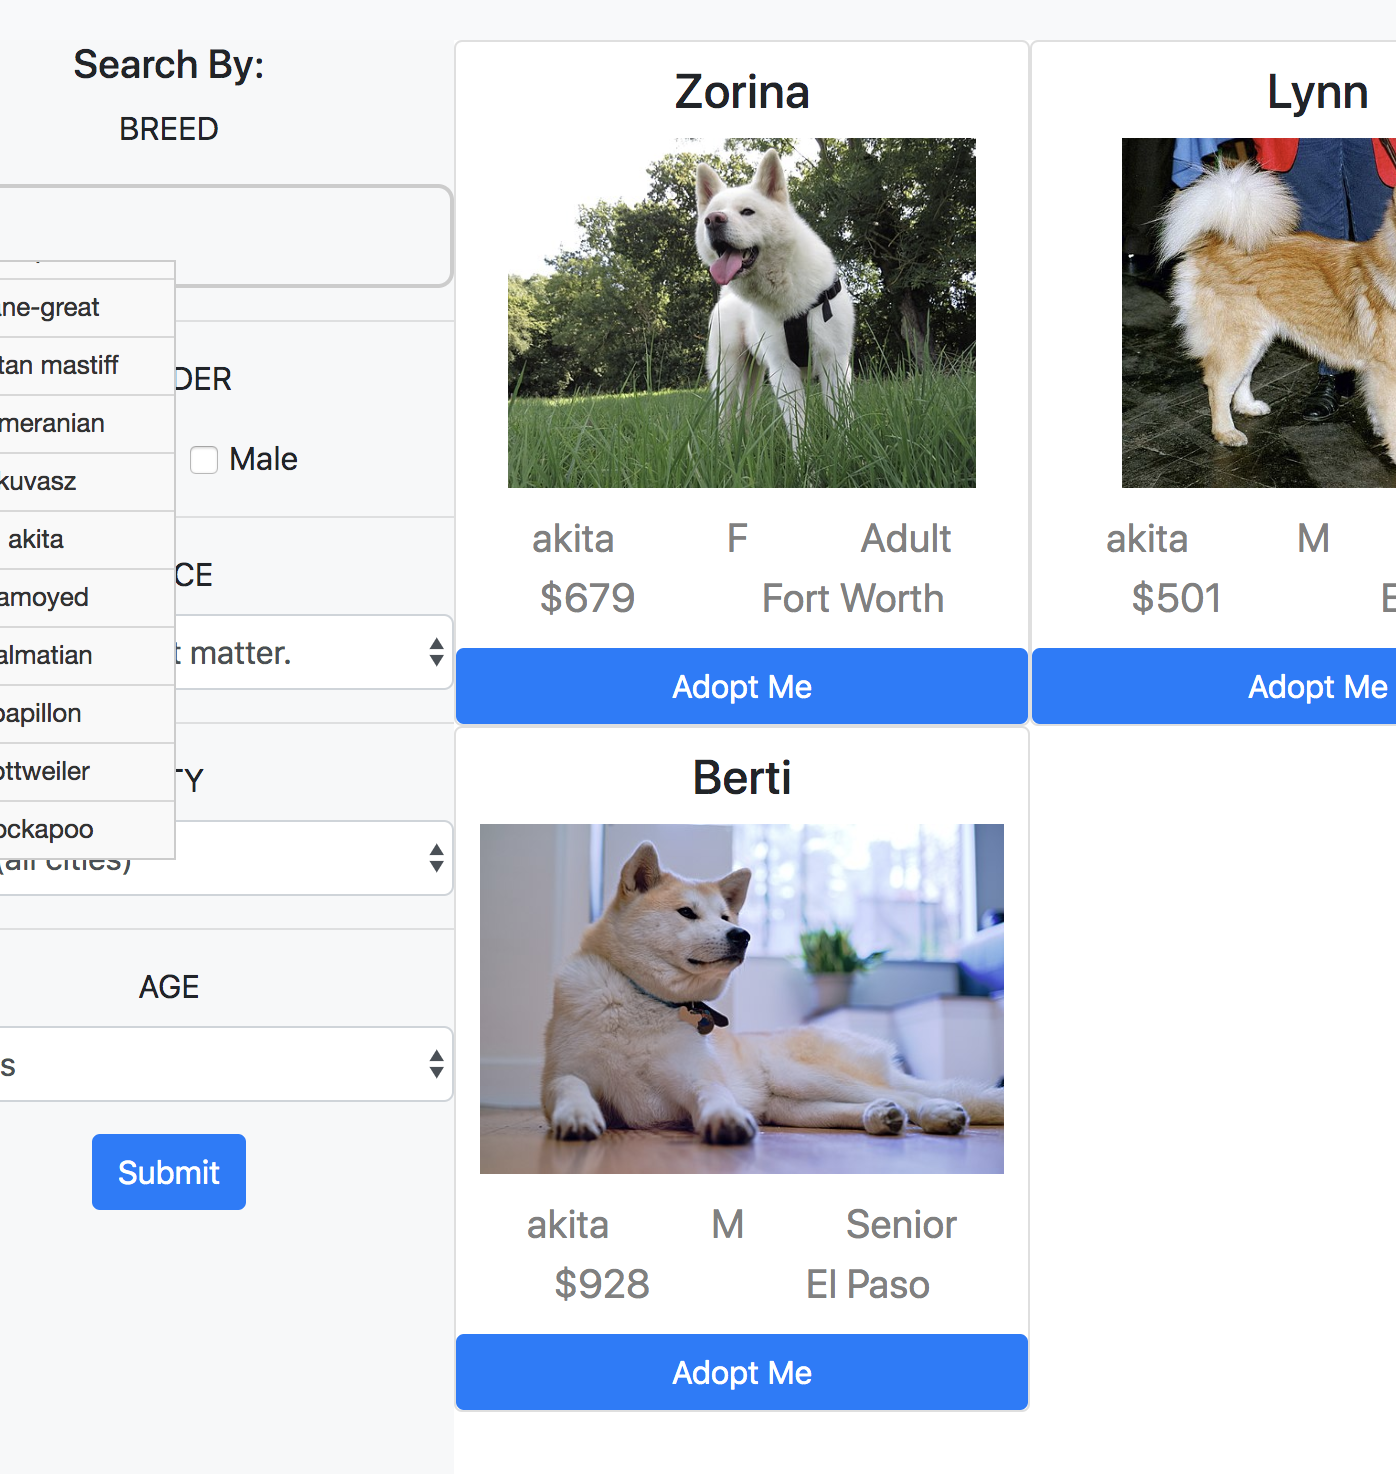 Search By:
BREED
ne-great
tan mastiff
meranian
kuvasz
akita
amoyed
almatian
papillon
ottweiler
ockapoo
DER
Male
CE
t matter.
TY
(all cities)
AGE
s
Submit
Zorina
akita F Adult
$679 Fort Worth
Adopt Me
Lynn
akita M
$501 E
Adopt Me
Berti
akita M Senior
$928 El Paso
Adopt Me